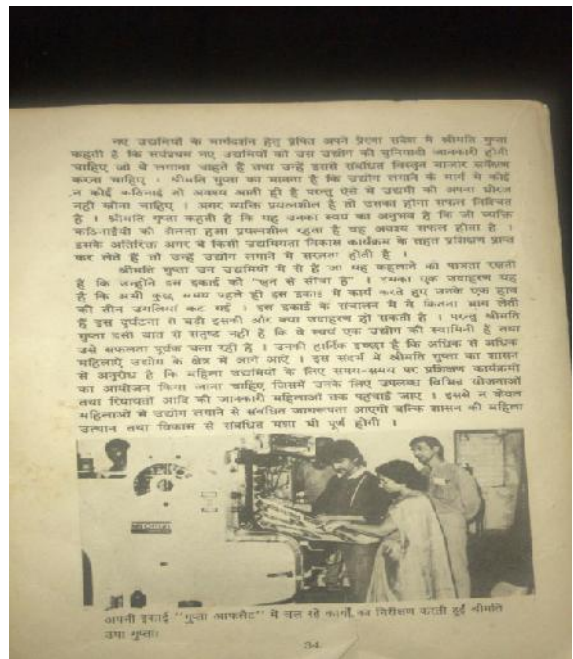 नए उद्यमियों के मार्गदर्शन हेतु प्रेषित अपने प्रेरणा संदेश में श्रीमति गुप्ता
कहती है कि सर्वप्रथम नए उद्यमियों को उस उद्योग की बुनियादी जानकारी होनी
चाहिए जो वे लगाना चाहते हैं तथा उन्हें इससे संबंधित विस्तृत बाजार सर्वेक्षण
करना चाहिए । श्रीमति गुप्ता का मानना है कि उद्योग लगाने के मार्ग में कोई
न कोई कठिनाई तो अवश्य आती ही है परन्तु ऐसे में उद्यमी को अपना धीरज
नहीं खोना चाहिए । अगर व्यक्ति प्रयत्नशील है तो उसका होना सफल निश्चित
है । श्रीमति गुप्ता कहती है कि यह उनका स्वयं का अनुभव है कि जो व्यक्ति
कठिनाईयों को झेलता हुआ प्रयत्नशील रहता है वह अवश्य सफल होता है ।
इसके अतिरिक्त अगर वे किसी उद्यमियता विकास कार्यक्रम के तहत प्रशिक्षण प्राप्त
कर लेते हैं तो उन्हें उद्योग लगाने में सरलता होती है ।
श्रीमति गुप्ता उन उद्यमियों में से हैं जो यह कहलाने की पात्रता रखती
है कि उन्होंने इस इकाई को "खून से सींचा है" । इसका एक उदाहरण यह
है कि अभी कुछ समय पहले ही इस इकाई में कार्य करते हुए उनके एक हाथ
की तीन उंगलियां कट गई । इस इकाई के संचालन में वे कितना भाग लेती
हैं इस दुर्घटना से बड़ी इसकी और क्या उदाहरण हो सकती है । परन्तु श्रीमति
गुप्ता इसी बात से सतुष्ट नहीं है कि वे स्वयं एक उद्योग की स्वामिनी हैं तथा
उसे सफलता पूर्वक चला रही हैं । उनकी हार्दिक इच्छा है कि अधिक से अधिक
महिलाएँ उद्योग के क्षेत्र में आगे आएं । इस संदर्भ में श्रीमति गुप्ता का शासन
से अनुरोध है कि महिला उद्यमियों के लिए समय-समय पर प्रशिक्षण कार्यक्रमों
का आयोजन किया जाना चाहिए जिसमें उनके लिए उपलब्ध विभिन्न योजनाओं
तथा रियायतों आदि की जानकारी महिलाओं तक पहुंचाई जाए । इससे न केवल
महिलाओं में उद्योग लगाने से संबंधित जागरूकता आएगी बल्कि शासन की महिला
उत्थान तथा विकास से संबंधित मंशा भी पूर्ण होगी ।
अपनी इकाई "गुप्ता आफसेट" में चल रहे कार्यों का निरीक्षण करती हुई श्रीमति
उमा गुप्ता।
34